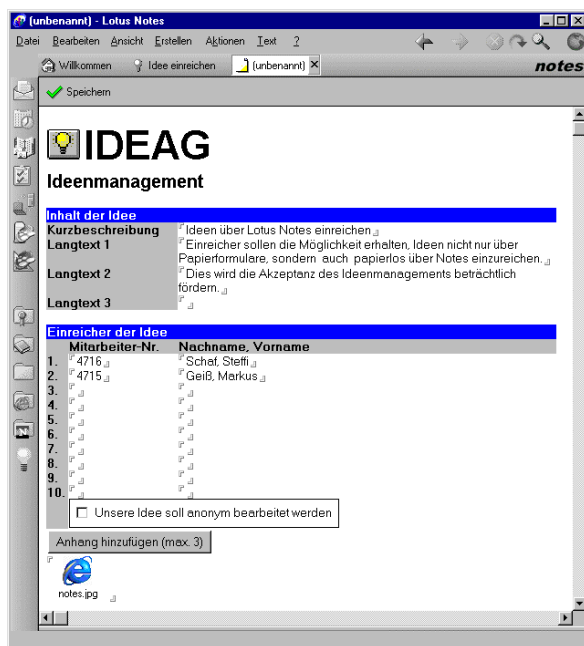 (unbenannt) - Lotus Notes
Datei Bearbeiten Ansicht Erstellen Aktionen Text ?
Willkommen Idee einreichen (unbenannt) notes
Speichern
IDEAG
Ideenmanagement
Inhalt der Idee
Kurzbeschreibung Ideen über Lotus Notes einreichen
Langtext 1 Einreicher sollen die Möglichkeit erhalten, Ideen nicht nur über
Papierformulare, sondern auch papierlos über Notes einzureichen.
Langtext 2 Dies wird die Akzeptanz des Ideenmanagements beträchtlich
fördern.
Langtext 3
Einreicher der Idee
Mitarbeiter-Nr. Nachname, Vorname
1. 4716 Schaf, Steffi
2. 4715 Geiß, Markus
3.
4.
5.
6.
7.
8.
9.
10.
Unsere Idee soll anonym bearbeitet werden
Anhang hinzufügen (max. 3)
notes.jpg